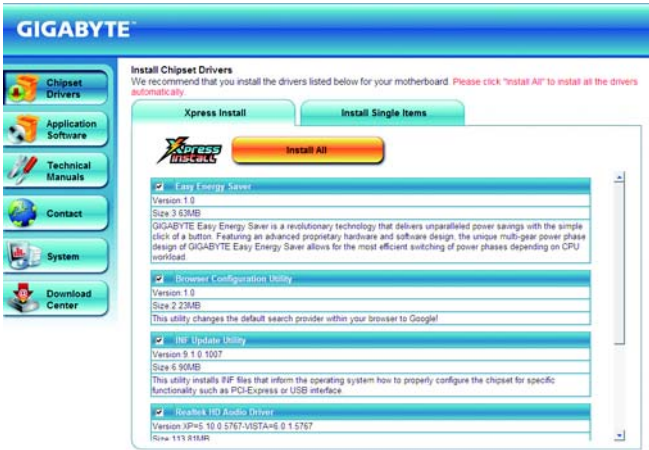 GIGABYTE™
Install Chipset Drivers
We recommend that you install the drivers listed below for your motherboard. Please click "Install All" to install all the drivers
automatically.
Chipset
Drivers
Application
Software
Technical
Manuals
Contact
System
Download
Center
Xpress Install
Install Single Items
Xpress
Install
Install All
Easy Energy Saver
Version:1.0
Size:3.63MB
GIGABYTE Easy Energy Saver is a revolutionary technology that delivers unparalleled power savings with the simple
click of a button. Featuring an advanced proprietary hardware and software design, the unique multi-gear power phase
design of GIGABYTE Easy Energy Saver allows for the most efficient switching of power phases depending on CPU
workload.
Browser Configuration Utility
Version:1.0
Size:2.23MB
This utility changes the default search provider within your browser to Google!
INF Update Utility
Version:9.1.0.1007
Size:6.90MB
This utility installs INF files that inform the operating system how to properly configure the chipset for specific
functionality such as PCI-Express or USB interface.
Realtek HD Audio Driver
Version:XP=5.10.0.5767-VISTA=6.0.1.5767
Size:113.81MB